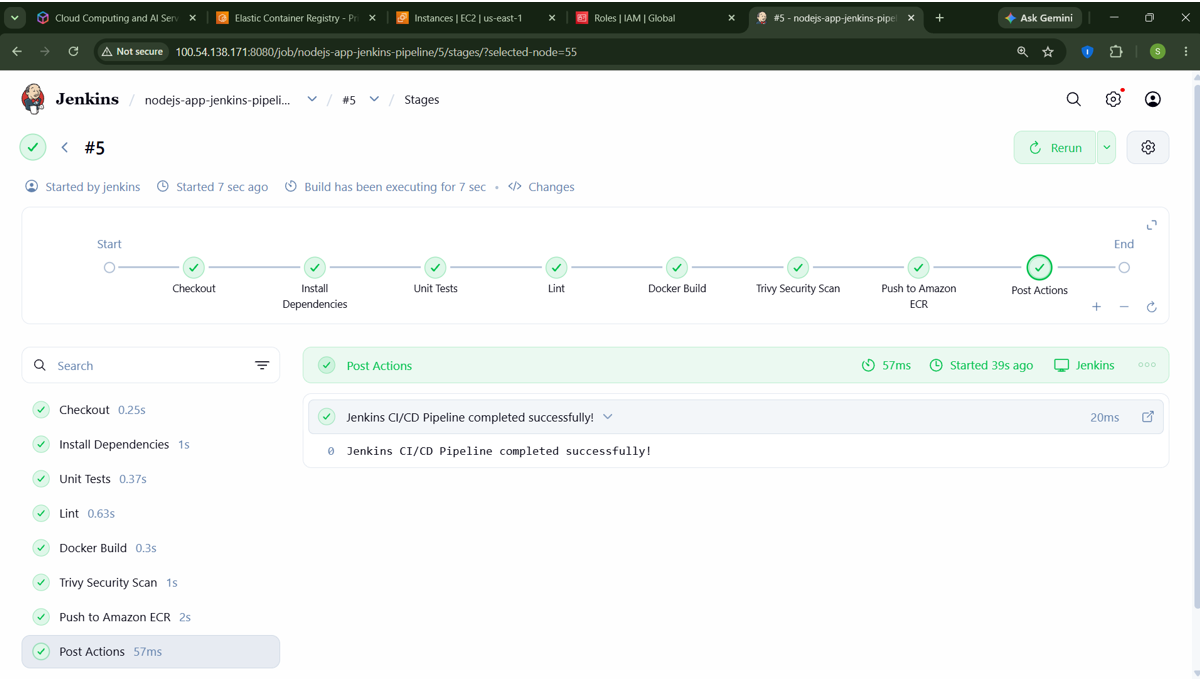 Cloud Computing and AI Serv
Elastic Container Registry - Pri
Instances | EC2 | us-east-1
Roles | IAM | Global
#5 - nodejs-app-jenkins-pipel
Ask Gemini
Not secure
100.54.138.171:8080/job/nodejs-app-jenkins-pipeline/5/stages/?selected-node=55
S
Jenkins / nodejs-app-jenkins-pipeli... / #5 / Stages
#5
Rerun
Started by jenkins
Started 7 sec ago
Build has been executing for 7 sec
Changes
Start
End
Checkout
Install
Dependencies
Unit Tests
Lint
Docker Build
Trivy Security Scan
Push to Amazon
ECR
Post Actions
Search
Checkout 0.25s
Install Dependencies 1s
Unit Tests 0.37s
Lint 0.63s
Docker Build 0.3s
Trivy Security Scan 1s
Push to Amazon ECR 2s
Post Actions 57ms
Post Actions
57ms
Started 39s ago
Jenkins
Jenkins CI/CD Pipeline completed successfully!
20ms
0 Jenkins CI/CD Pipeline completed successfully!